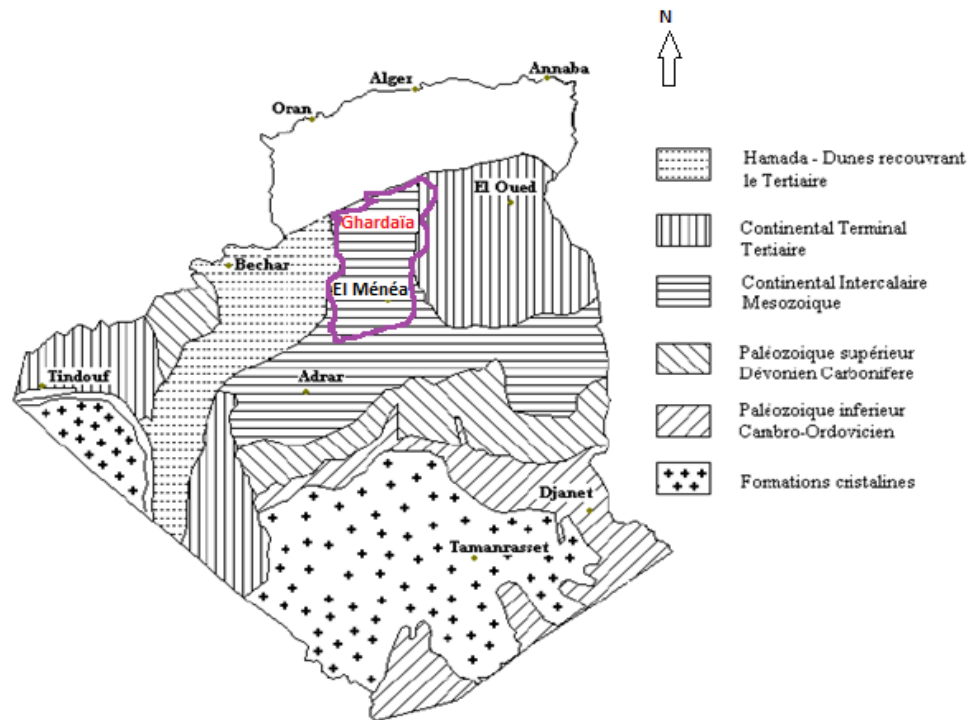 N
Annaba
Alger
Oran
El Oued
Ghardaïa
Bechar
El Ménéa
Tindouf
Adrar
Djanet
Tamanrasset
Hamada - Dunes recouvrant
le Tertiaire
Continental Terminal
Tertiaire
Continental Intercalaire
Mesozoique
Paléozoique supérieur
Dévonien Carbonifere
Paléozoique inferieur
Cambro-Ordovicien
Formations cristalines